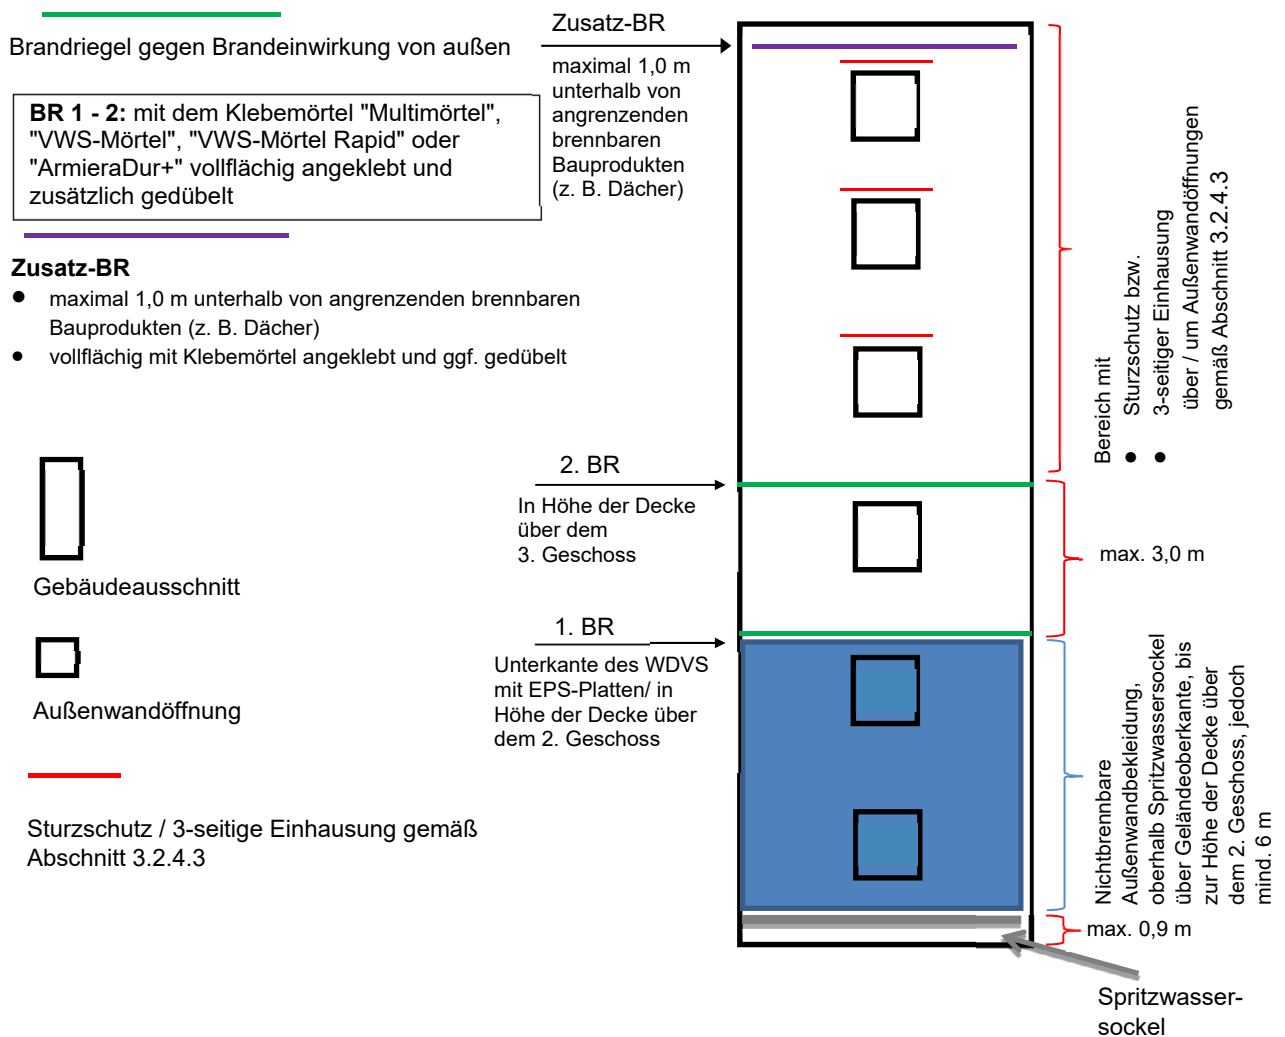 Brandriegel gegen Brandeinwirkung von außen
BR 1 - 2: mit dem Klebemörtel "Multimörtel",
"VWS-Mörtel", "VWS-Mörtel Rapid" oder
"ArmieraDur+" vollflächig angeklebt und
zusätzlich gedübelt
Zusatz-BR
• maximal 1,0 m unterhalb von angrenzenden brennbaren
Bauprodukten (z. B. Dächer)
• vollflächig mit Klebemörtel angeklebt und ggf. gedübelt
Gebäudeausschnitt
Außenwandöffnung
Sturzschutz / 3-seitige Einhausung gemäß
Abschnitt 3.2.4.3
Zusatz-BR
maximal 1,0 m
unterhalb von
angrenzenden
brennbaren
Bauprodukten
(z. B. Dächer)
2. BR
In Höhe der Decke
über dem
3. Geschoss
1. BR
Unterkante des WDVS
mit EPS-Platten/ in
Höhe der Decke über
dem 2. Geschoss
Bereich mit
• Sturzschutz bzw.
• 3-seitiger Einhausung
über / um Außenwandöffnungen
gemäß Abschnitt 3.2.4.3
max. 3,0 m
Nichtbrennbare
Außenwandbekleidung,
oberhalb Spritzwassersockel
über Geländeoberkante, bis
zur Höhe der Decke über
dem 2. Geschoss, jedoch
mind. 6 m
max. 0,9 m
Spritzwasser-
sockel